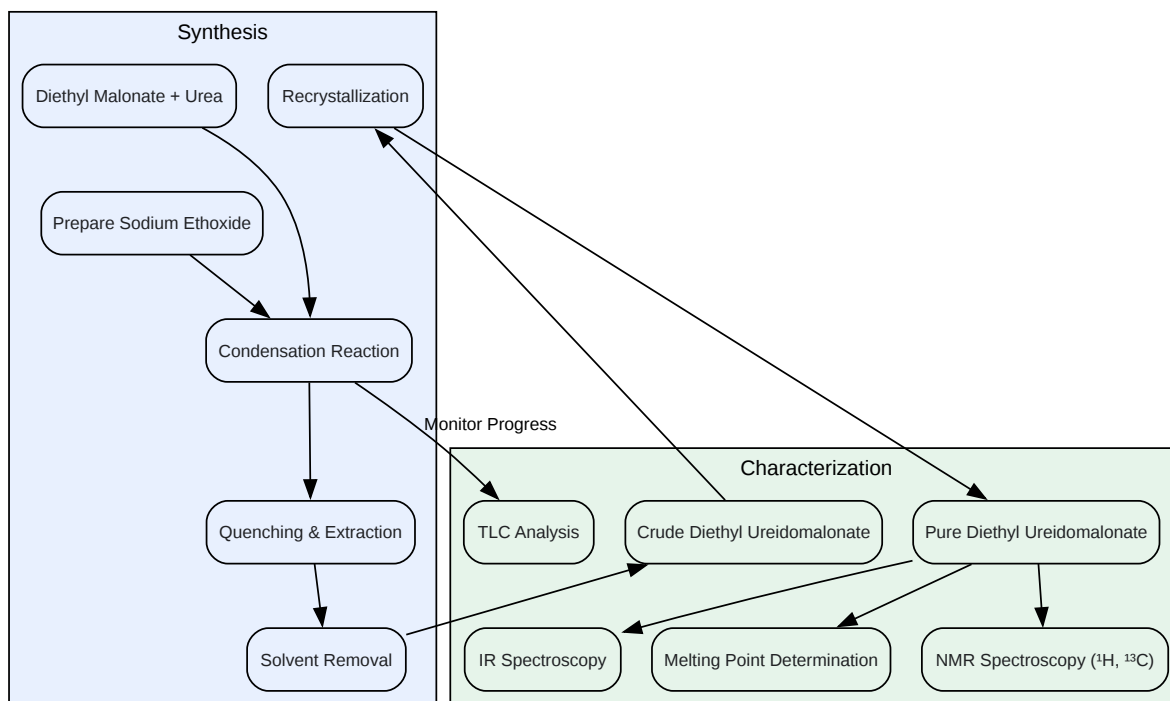 Synthesis
Diethyl Malonate + Urea
Recrystallization
Prepare Sodium Ethoxide
Condensation Reaction
Monitor Progress
Characterization
Quenching & Extraction
TLC Analysis
Crude Diethyl Ureidomalonate
Pure Diethyl Ureidomalonate
Solvent Removal
IR Spectroscopy
Melting Point Determination
NMR Spectroscopy (¹H, ¹³C)